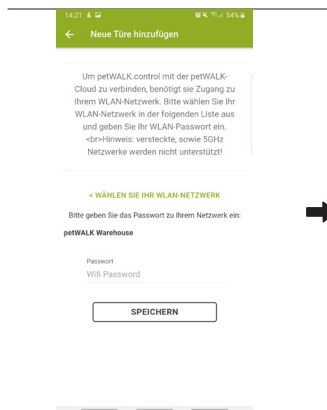 14:21 4
54%
Neue Türe hinzufügen
Um petWALK.control mit der petWALK-
Cloud zu verbinden, benötigt sie Zugang zu
Ihrem WLAN-Netzwerk. Bitte wählen Sie Ihr
WLAN-Netzwerk in der folgenden Liste aus
und geben Sie Ihr WLAN-Passwort ein.
<br>Hinweis: versteckte, sowie 5GHz
Netzwerke werden nicht unterstützt!
< WÄHLEN SIE IHR WLAN-NETZWERK
Bitte geben Sie das Passwort zu Ihrem Netzwerk ein:
petWALK Warehouse
Passwort
Wifi Password
SPEICHERN